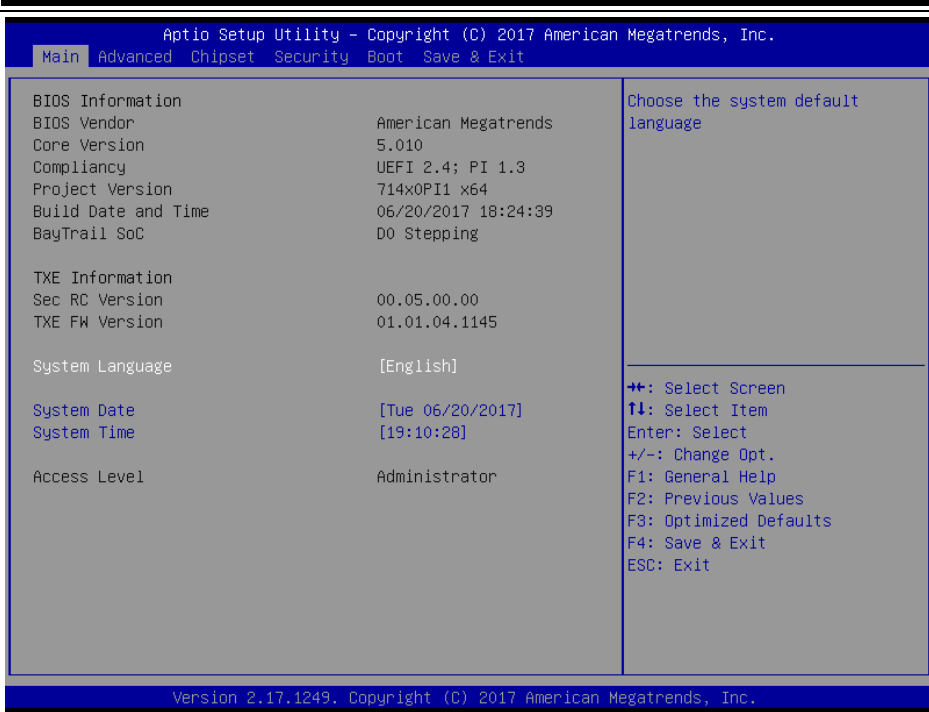 Aptio Setup Utility – Copyright (C) 2017 American Megatrends, Inc.
Main Advanced Chipset Security Boot Save & Exit
BIOS Information
BIOS Vendor American Megatrends
Core Version 5.010
Compliancy UEFI 2.4; PI 1.3
Project Version 714x0PI1 x64
Build Date and Time 06/20/2017 18:24:39
BayTrail SoC D0 Stepping
TXE Information
Sec RC Version 00.05.00.00
TXE FW Version 01.01.04.1145
System Language [English]
System Date [Tue 06/20/2017]
System Time [19:10:28]
Access Level Administrator
Choose the system default
language
→←: Select Screen
↑↓: Select Item
Enter: Select
+/-: Change Opt.
F1: General Help
F2: Previous Values
F3: Optimized Defaults
F4: Save & Exit
ESC: Exit
Version 2.17.1249. Copyright (C) 2017 American Megatrends, Inc.